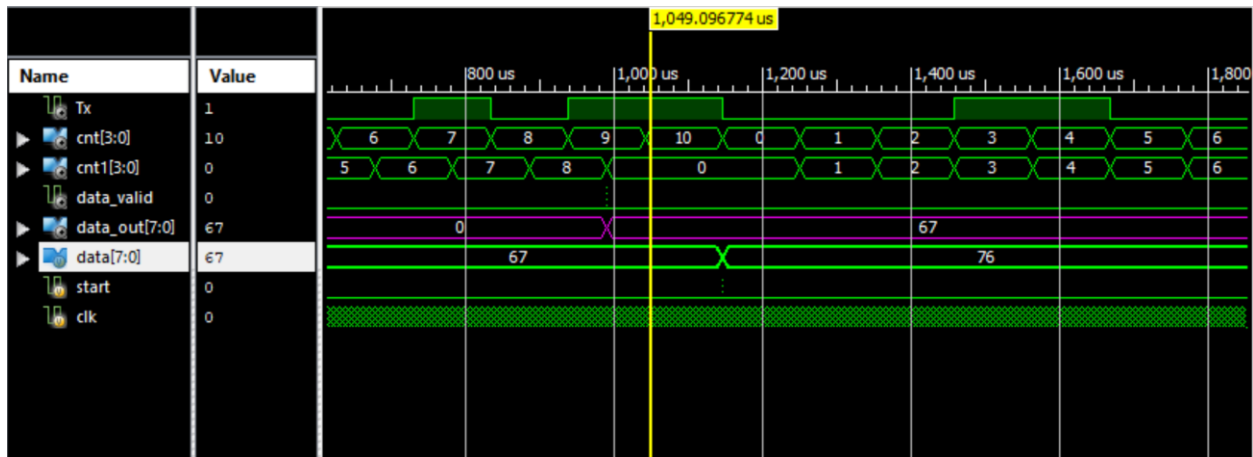 1,049.096774 us
Name Value 800 us 1,000 us 1,200 us 1,400 us 1,600 us 1,800
Tx 1
cnt[3:0] 10 6 7 8 9 10 0 1 2 3 4 5 6
cnt1[3:0] 0 5 6 7 8 0 1 2 3 4 5 6
data_valid 0
data_out[7:0] 67 0 67
data[7:0] 67 67 76
start 0
clk 0